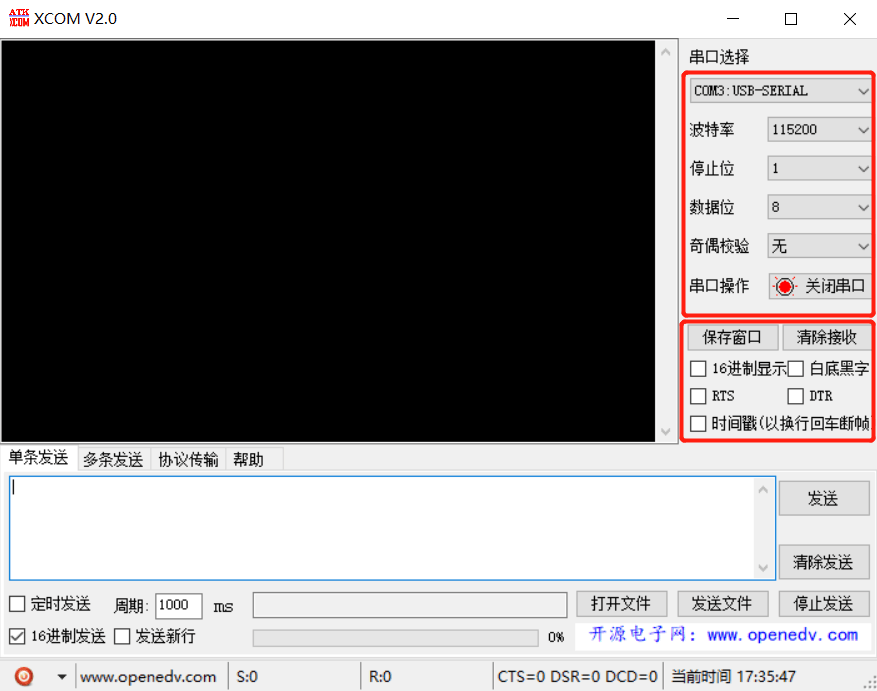 ATK XCOM XCOM V2.0
串口选择
COM3:USB-SERIAL
波特率 115200
停止位 1
数据位 8
奇偶校验 无
串口操作 关闭串口
保存窗口 清除接收
16进制显示 白底黑字
RTS DTR
时间戳(以换行回车断帧
单条发送 多条发送 协议传输 帮助
发送
清除发送
定时发送 周期: 1000 ms 打开文件 发送文件 停止发送
16进制发送 发送新行 0% 开源电子网: www.openedv.com
www.openedv.com S:0 R:0 CTS=0 DSR=0 DCD=0 当前时间 17:35:47